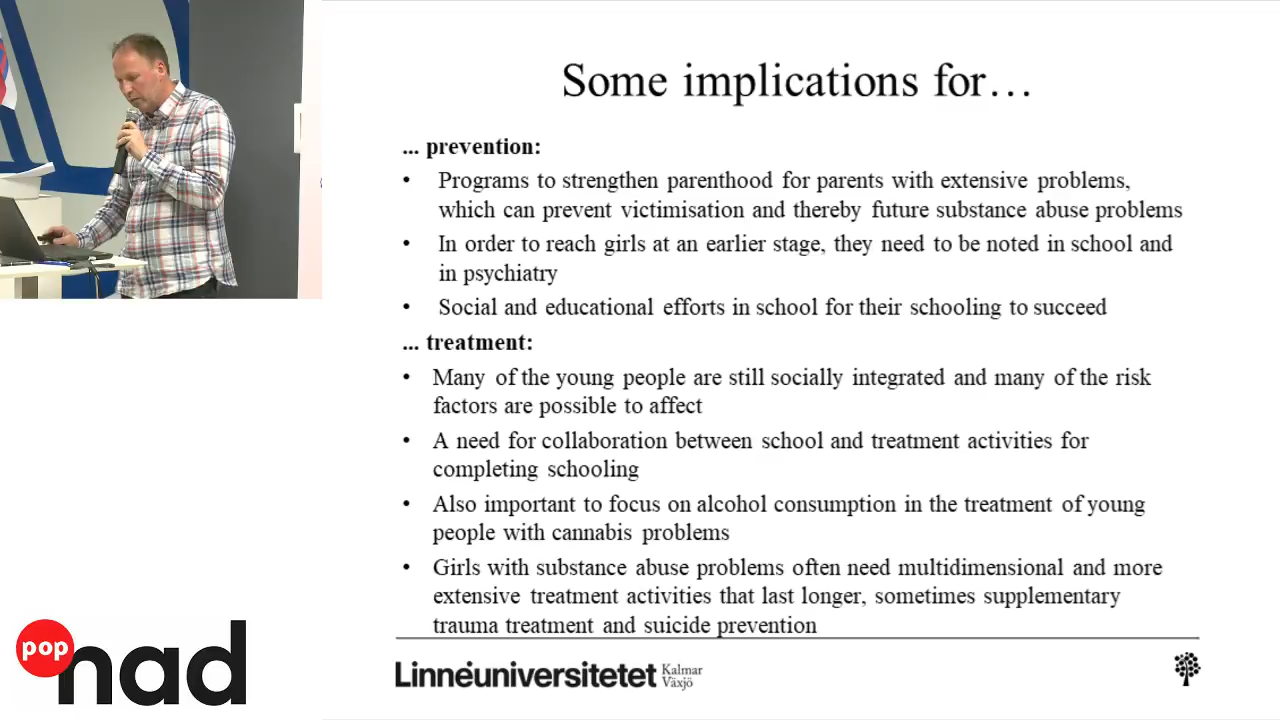 Some implications for…
... prevention:
• Programs to strengthen parenthood for parents with extensive problems,
which can prevent victimisation and thereby future substance abuse problems
• In order to reach girls at an earlier stage, they need to be noted in school and
in psychiatry
• Social and educational efforts in school for their schooling to succeed
... treatment:
• Many of the young people are still socially integrated and many of the risk
factors are possible to affect
• A need for collaboration between school and treatment activities for
completing schooling
• Also important to focus on alcohol consumption in the treatment of young
people with cannabis problems
• Girls with substance abuse problems often need multidimensional and more
extensive treatment activities that last longer, sometimes supplementary
trauma treatment and suicide prevention
pop
nad
Linnéuniversitetet
Kalmar
Växjö